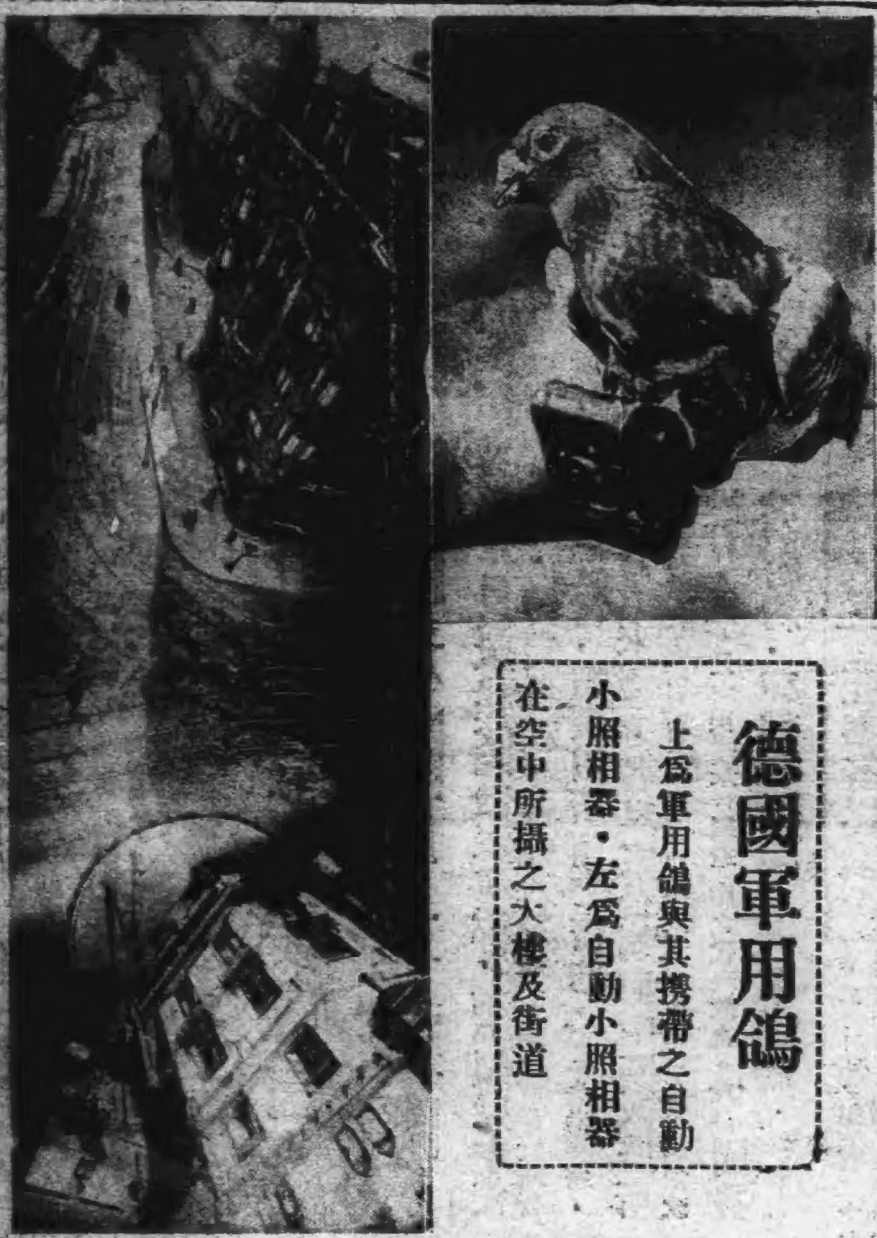 德國軍用鴿
上爲軍用鴿與其携帶之自動
小照相器・左爲自動小照相器
在空中所攝之大樓及街道